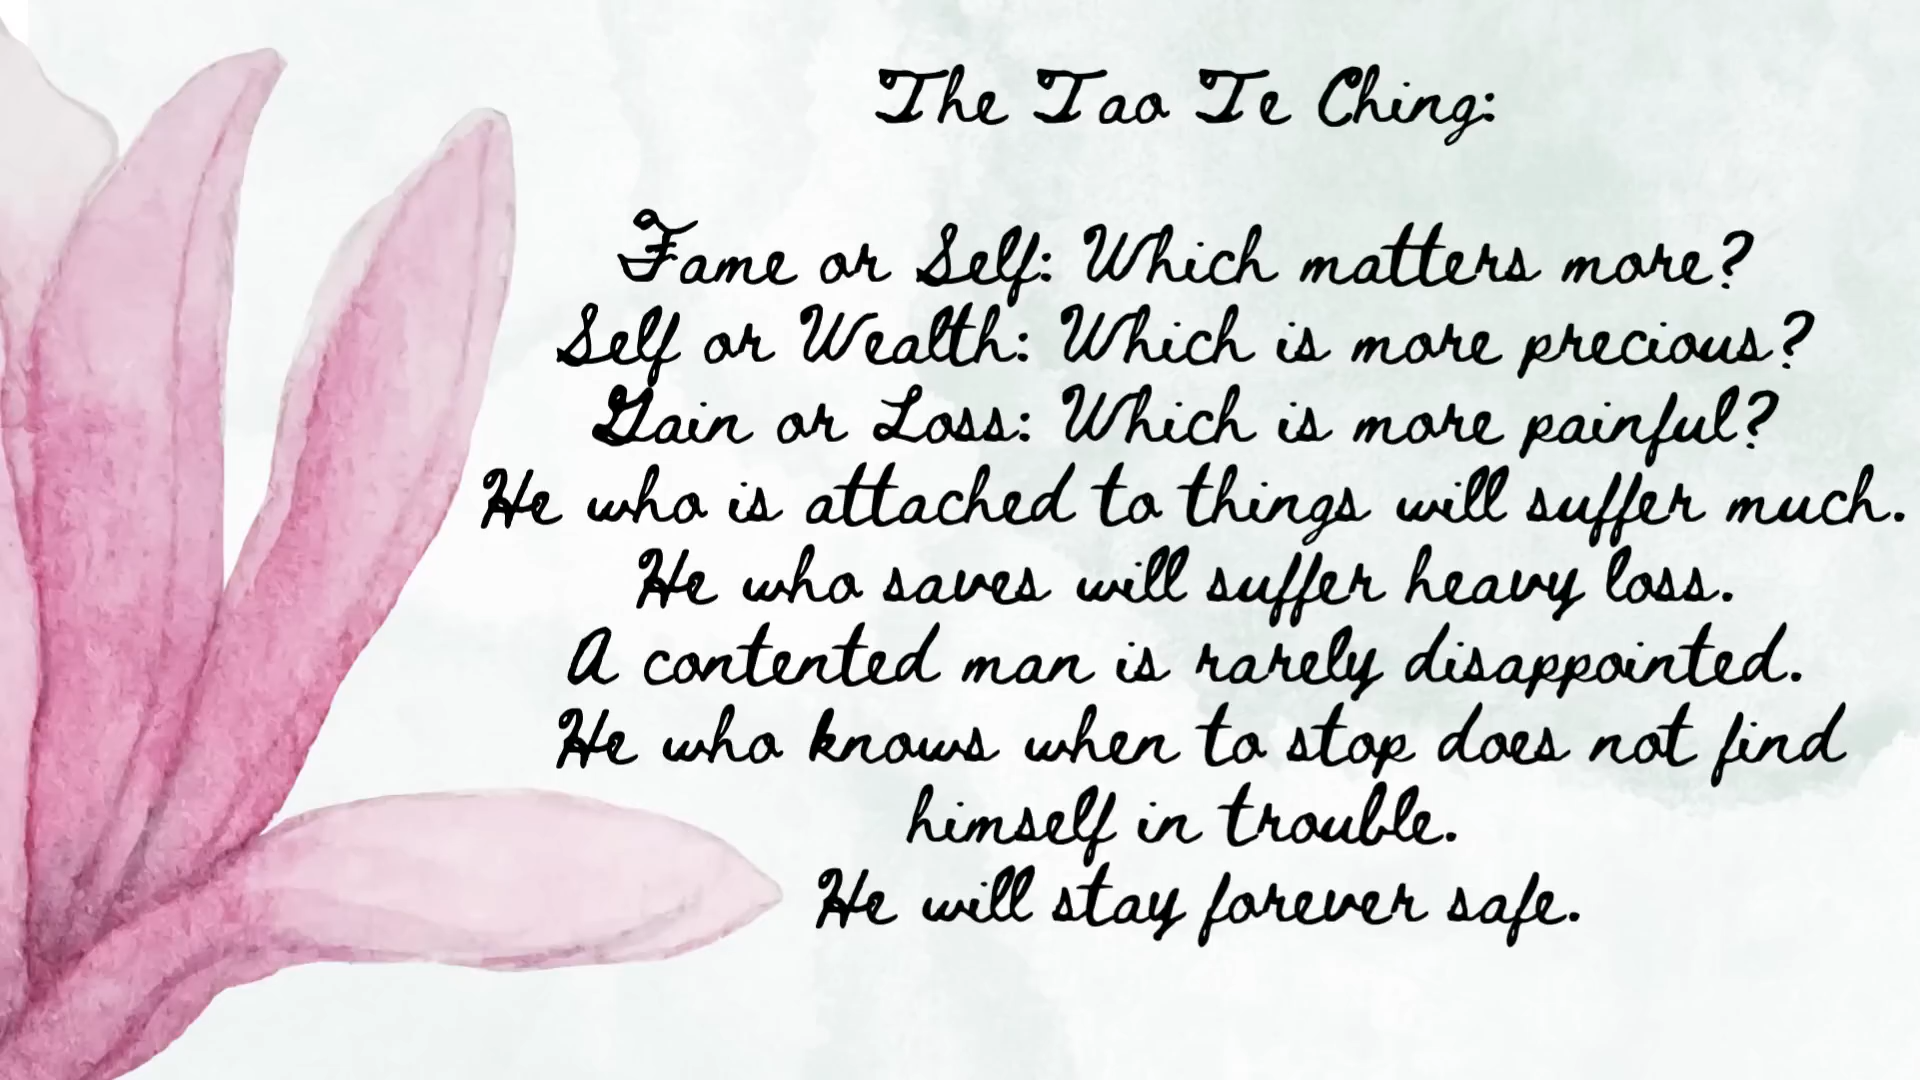 The Tao Te Ching:
Fame or Self: Which matters more?
Self or Wealth: Which is more precious?
Gain or Loss: Which is more painful?
He who is attached to things will suffer much.
He who saves will suffer heavy loss.
A contented man is rarely disappointed.
He who knows when to stop does not find
himself in trouble.
He will stay forever safe.